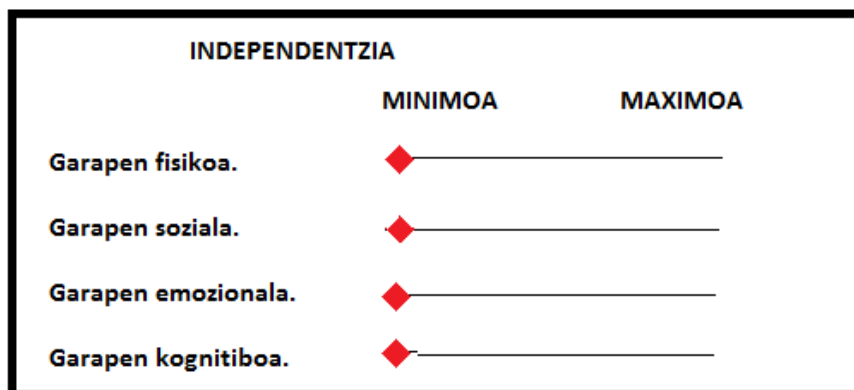 INDEPENDENTZIA
MINIMOA MAXIMOA
Garapen fisikoa.
Garapen soziala.
Garapen emozionala.
Garapen kognitiboa.